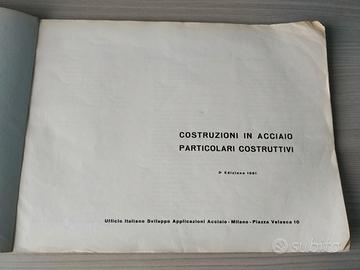 COSTRUZIONI IN ACCIAIO
PARTICOLARI COSTRUTTIVI
Edizione 1961
Ufficio Italiano Sviluppo Applicazioni Acciaio - Milano - Piazza Velasca 10
subito